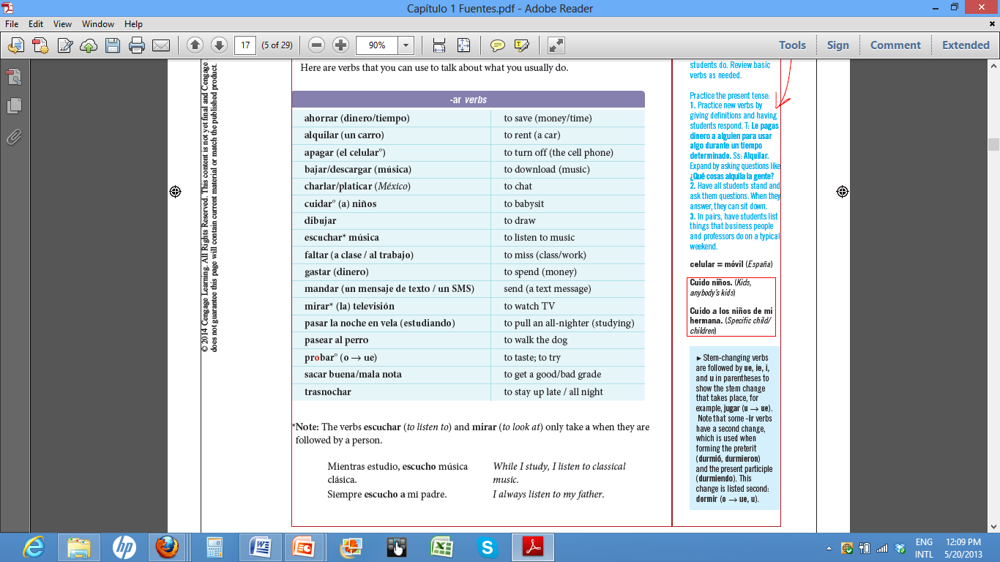 Capítulo 1 Fuentes.pdf - Adobe Reader
File Edit View Window Help
17 (5 of 29) 90% Tools Sign Comment Extended
© 2014 Cengage Learning. All Rights Reserved. This content is not yet final and Cengage
does not guarantee this page will contain current material or match the published product.
Here are verbs that you can use to talk about what you usually do.
-ar verbs
ahorrar (dinero/tiempo) to save (money/time)
alquilar (un carro) to rent (a car)
apagar (el celular°) to turn off (the cell phone)
bajar/descargar (música) to download (music)
charlar/platicar (México) to chat
cuidar° (a) niños to babysit
dibujar to draw
escuchar* música to listen to music
faltar (a clase / al trabajo) to miss (class/work)
gastar (dinero) to spend (money)
mandar (un mensaje de texto / un SMS) send (a text message)
mirar* (la) televisión to watch TV
pasar la noche en vela (estudiando) to pull an all-nighter (studying)
pasear al perro to walk the dog
probar° (o → ue) to taste; to try
sacar buena/mala nota to get a good/bad grade
trasnochar to stay up late / all night
*Note: The verbs escuchar (to listen to) and mirar (to look at) only take a when they are
followed by a person.
Mientras estudio, escucho música
clásica.
While I study, I listen to classical
music.
Siempre escucho a mi padre. I always listen to my father.
students do. Review basic
verbs as needed.
Practice the present tense:
1. Practice new verbs by
giving definitions and having
students respond. T: Le pagas
dinero a alguien para usar
algo durante un tiempo
determinado. Ss: Alquilar.
Expand by asking questions like
¿Qué cosas alquila la gente?
2. Have all students stand and
ask them questions. When they
answer, they can sit down.
3. In pairs, have students list
things that business people
and professors do on a typical
weekend.
celular = móvil (España)
Cuido niños. (Kids,
anybody's kids)
Cuido a los niños de mi
hermana. (Specific child/
children)
► Stem-changing verbs
are followed by ue, ie, i,
and u in parentheses to
show the stem change
that takes place, for
example, jugar (u → ue).
Note that some -ir verbs
have a second change,
which is used when
forming the preterit
(durmió, durmieron)
and the present participle
(durmiendo). This
change is listed second:
dormir (o → ue, u).
ENG 12:09 PM
INTL 5/20/2013